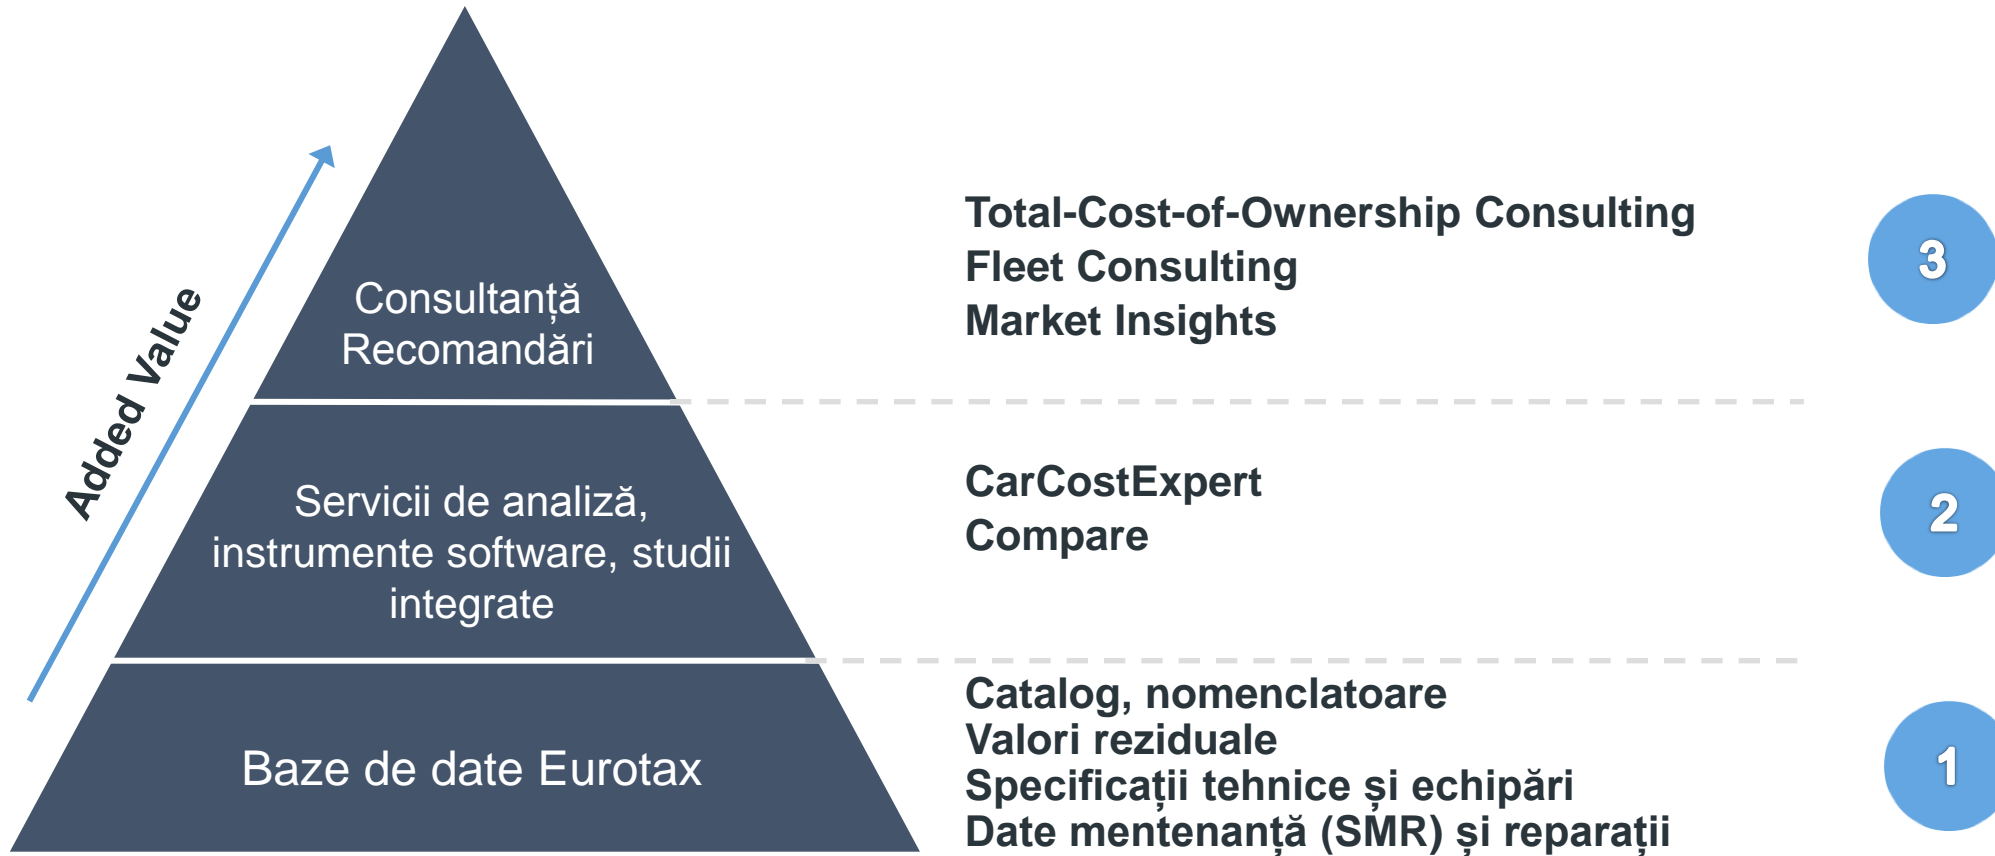 Added Value
Consultanță
Recomandări
Total-Cost-of-Ownership Consulting
Fleet Consulting
Market Insights
3
Servicii de analiză,
instrumente software, studii
integrate
CarCostExpert
Compare
2
Baze de date Eurotax
Catalog, nomenclatoare
Valori reziduale
Specificații tehnice și echipări
Date mentenanță (SMR) și reparații
1